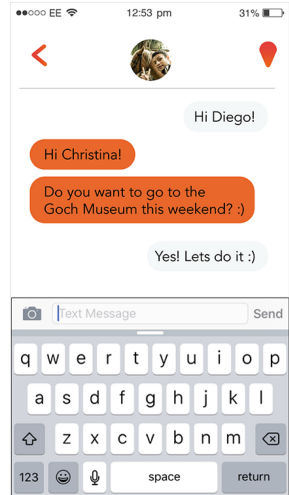 EE 12:53 pm 31%
Hi Diego!
Hi Christina!
Do you want to go to the
Goch Museum this weekend? :)
Yes! Lets do it :)
Text Message Send
q w e r t y u i o p
a s d f g h j k l
z x c v b n m
123 space return